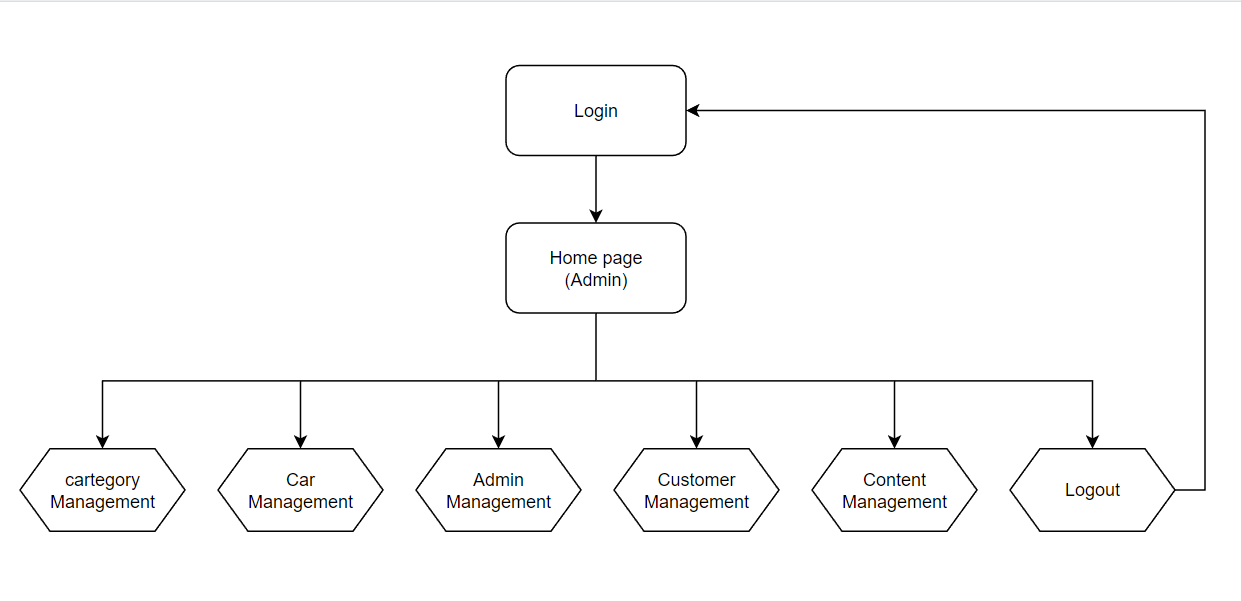 Login
Home page
(Admin)
cartegory
Management
Car
Management
Admin
Management
Customer
Management
Content
Management
Logout